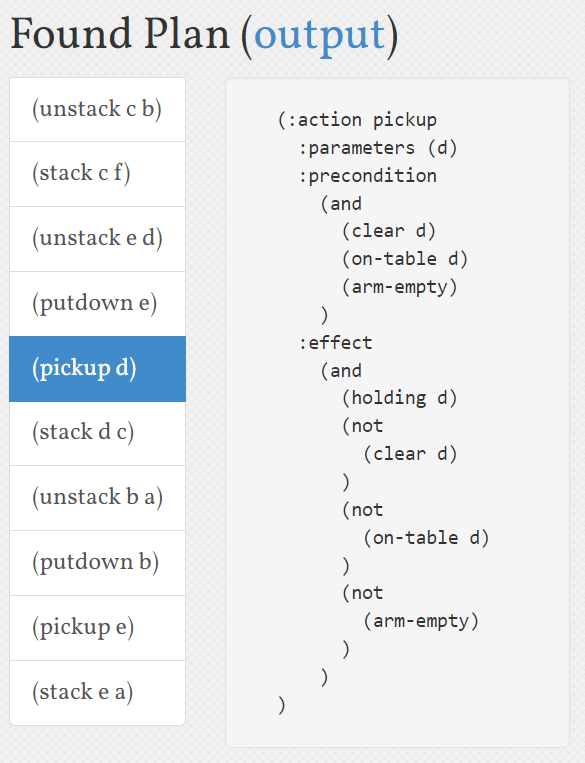 Found Plan (output)
(unstack c b)
(stack c f)
(unstack e d)
(putdown e)
(pickup d)
(stack d c)
(unstack b a)
(putdown b)
(pickup e)
(stack e a)
(:action pickup
  :parameters (d)
  :precondition
    (and
      (clear d)
      (on-table d)
      (arm-empty)
    )
  :effect
    (and
      (holding d)
      (not
        (clear d)
      )
      (not
        (on-table d)
      )
      (not
        (arm-empty)
      )
    )
)